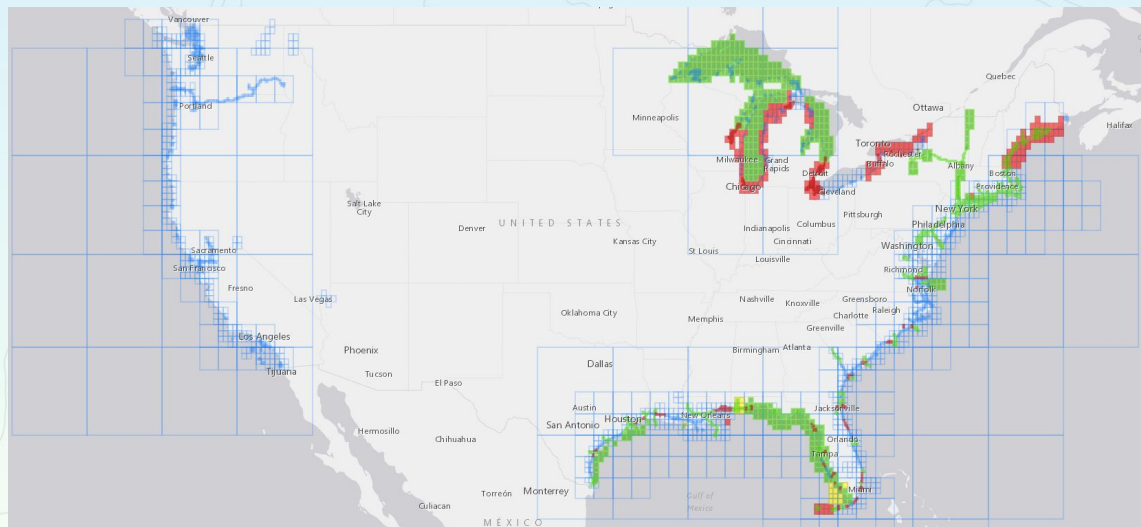 Vancouver
Seattle
Portland
Quebec
Ottawa
Halifax
Minneapolis
Toronto
Rochester
Buffalo
Albany
Milwaukee
Grand
Rapids
Detroit
Boston
Chicago
Cleveland
Providence
Salt Lake
City
New York
Pittsburgh
Denver
UNITED STATES
Columbus
Philadelphia
Indianapolis
Kansas City
Cincinnati
Washington
Sacramento
St Louis
Louisville
San Francisco
Richmond
Fresno
Norfolk
Las Vegas
Nashville
Knoxville
Greensboro
Raleigh
Oklahoma City
Memphis
Charlotte
Greenville
Los Angeles
Phoenix
Birmingham
Atlanta
Dallas
Tijuana
Tucson
El Paso
Austin
Jacksonville
Houston
New Orleans
San Antonio
Hermosillo
Chihuahua
Orlando
Tampa
Torreón
Monterrey
Miami
Gulf of
Mexico
Culiacan
MÉXICO